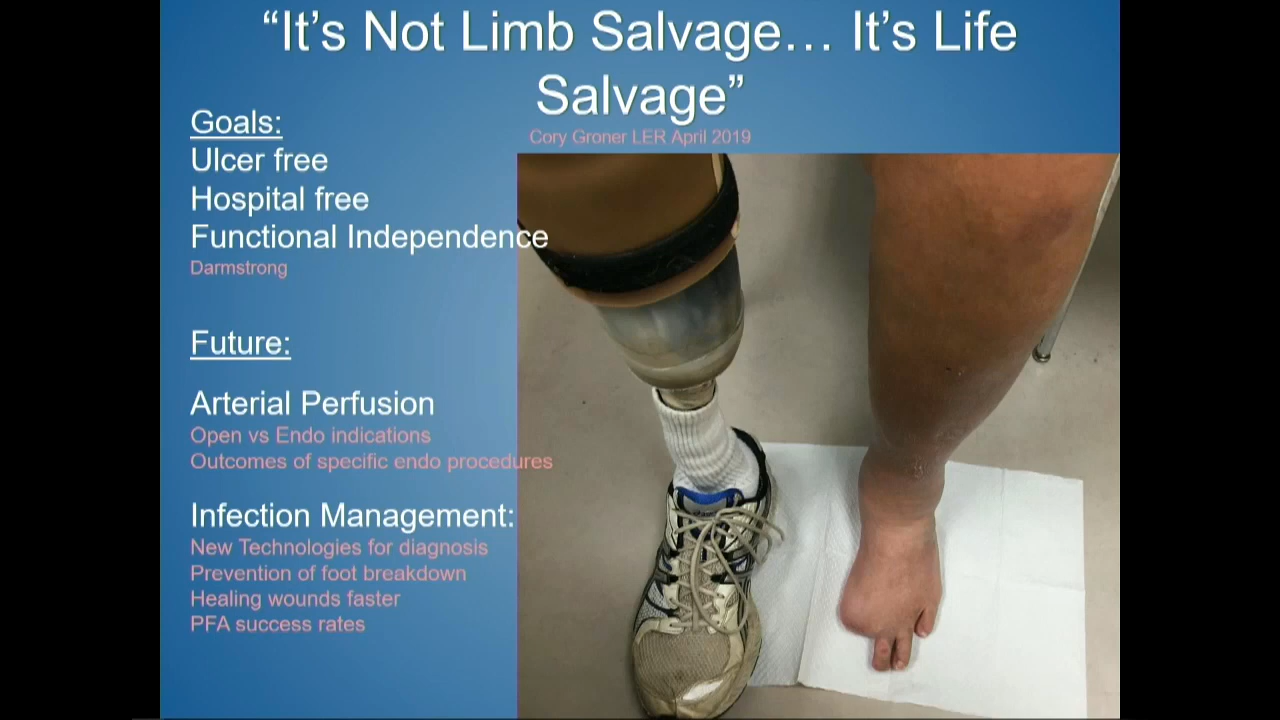 “It’s Not Limb Salvage… It’s Life
Salvage”
Cory Groner LER April 2019
Goals:
Ulcer free
Hospital free
Functional Independence
Darmstrong
Future:
Arterial Perfusion
Open vs Endo indications
Outcomes of specific endo procedures
Infection Management:
New Technologies for diagnosis
Prevention of foot breakdown
Healing wounds faster
PFA success rates